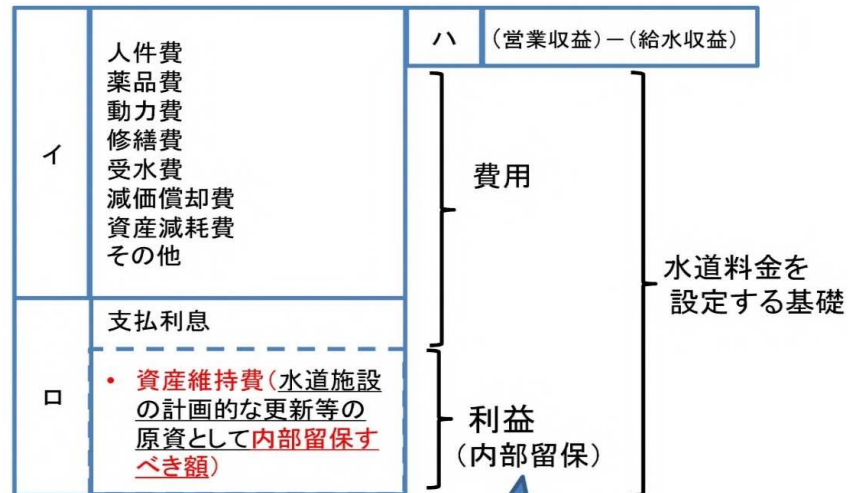 イ
人件費
薬品費
動力費
修繕費
受水費
減価償却費
資産減耗費
その他
ハ
(営業収益)－(給水収益)
費用
水道料金を
設定する基礎
ロ
支払利息
• 資産維持費(水道施設
の計画的な更新等の
原資として内部留保す
べき額)
利益
(内部留保)